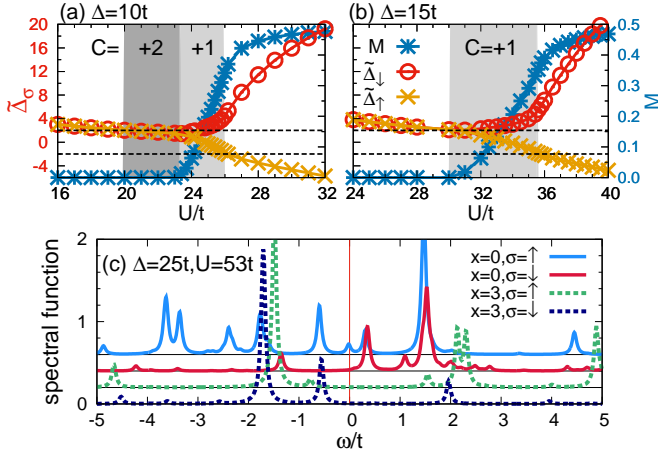 (a) Δ=10t
(b) Δ=15t
C= +2 +1
C=+1
M
Δ̃↓
Δ̃↑
20
16
12
8
4
0
-4
Δ̃σ
0.5
0.4
0.3
0.2
0.1
0.0
M
16 20 24 28 32
24 28 32 36 40
U/t
U/t
(c) Δ=25t,U=53t
x=0,σ=↑
x=0,σ=↓
x=3,σ=↑
x=3,σ=↓
spectral function
2
1
0
-5 -4 -3 -2 -1 0 1 2 3 4 5
ω/t